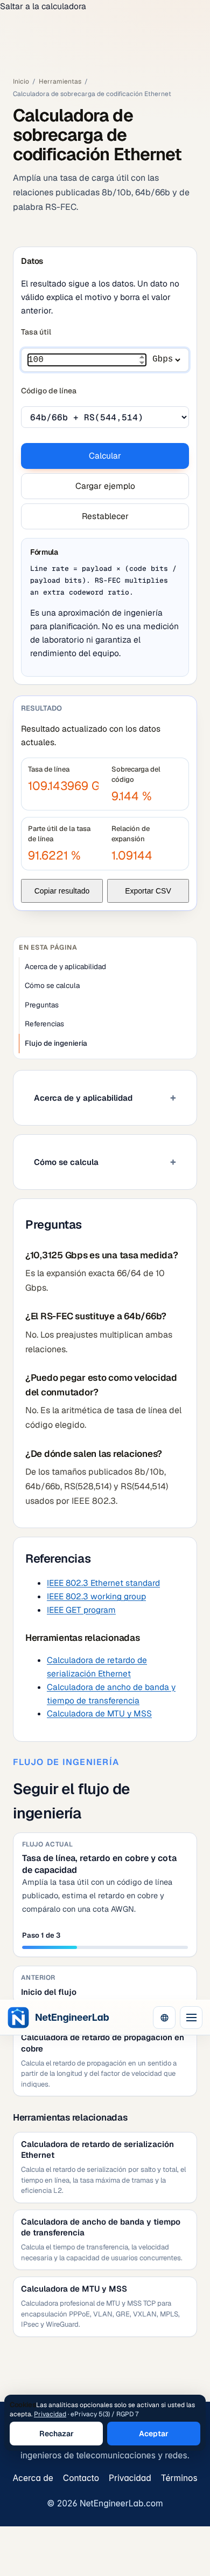 Saltar a la calculadora
Inicio / Herramientas /
Calculadora de sobrecarga de codificación Ethernet
Calculadora de
sobrecarga de
codificación Ethernet
Amplía una tasa de carga útil con las
relaciones publicadas 8b/10b, 64b/66b y de
palabra RS-FEC.
Datos
El resultado sigue a los datos. Un dato no
válido explica el motivo y borra el valor
anterior.
Tasa útil
100 Gbps
Código de línea
64b/66b + RS(544,514)
Calcular
Cargar ejemplo
Restablecer
Fórmula
Line rate = payload × (code bits /
payload bits). RS-FEC multiplies
an extra codeword ratio.
Es una aproximación de ingeniería
para planificación. No es una medición
de laboratorio ni garantiza el
rendimiento del equipo.
RESULTADO
Resultado actualizado con los datos
actuales.
Tasa de línea
109.143969 G
Sobrecarga del
código
9.144 %
Parte útil de la tasa
de línea
91.6221 %
Relación de
expansión
1.09144
Copiar resultado
Exportar CSV
EN ESTA PÁGINA
Acerca de y aplicabilidad
Cómo se calcula
Preguntas
Referencias
Flujo de ingeniería
Acerca de y aplicabilidad +
Cómo se calcula +
Preguntas
¿10,3125 Gbps es una tasa medida?
Es la expansión exacta 66/64 de 10
Gbps.
¿El RS-FEC sustituye a 64b/66b?
No. Los preajustes multiplican ambas
relaciones.
¿Puedo pegar esto como velocidad
del conmutador?
No. Es la aritmética de tasa de línea del
código elegido.
¿De dónde salen las relaciones?
De los tamaños publicados 8b/10b,
64b/66b, RS(528,514) y RS(544,514)
usados por IEEE 802.3.
Referencias
IEEE 802.3 Ethernet standard
IEEE 802.3 working group
IEEE GET program
Herramientas relacionadas
Calculadora de retardo de
serialización Ethernet
Calculadora de ancho de banda y
tiempo de transferencia
Calculadora de MTU y MSS
FLUJO DE INGENIERÍA
Seguir el flujo de
ingeniería
FLUJO ACTUAL
Tasa de línea, retardo en cobre y cota
de capacidad
Amplía la tasa útil con un código de línea
publicado, estima el retardo en cobre y
compáralo con una cota AWGN.
Paso 1 de 3
ANTERIOR
Inicio del flujo
NetEngineerLab
Calculadora de retardo de propagación en
cobre
Calcula el retardo de propagación en un sentido a
partir de la longitud y del factor de velocidad que
indiques.
Herramientas relacionadas
Calculadora de retardo de serialización
Ethernet
Calcula el retardo de serialización por salto y total, el
tiempo en línea, la tasa máxima de tramas y la
eficiencia L2.
Calculadora de ancho de banda y tiempo
de transferencia
Calcula el tiempo de transferencia, la velocidad
necesaria y la capacidad de usuarios concurrentes.
Calculadora de MTU y MSS
Calculadora profesional de MTU y MSS TCP para
encapsulación PPPoE, VLAN, GRE, VXLAN, MPLS,
IPsec y WireGuard.
Las analíticas opcionales solo se activan si usted las
acepta. Privacidad · ePrivacy 5(3) / RGPD 7
Rechazar
Aceptar
ingenieros de telecomunicaciones y redes.
Acerca de Contacto Privacidad Términos
© 2026 NetEngineerLab.com